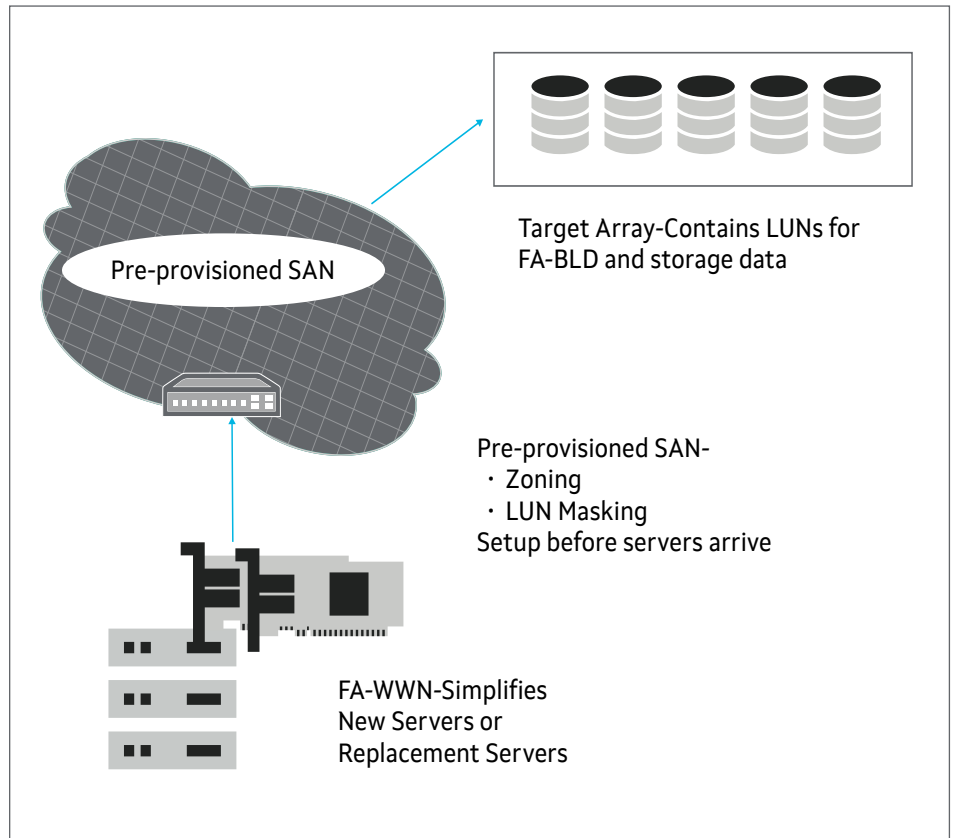 Pre-provisioned SAN
Target Array-Contains LUNs for
FA-BLD and storage data
Pre-provisioned SAN-
· Zoning
· LUN Masking
Setup before servers arrive
FA-WWN-Simplifies
New Servers or
Replacement Servers